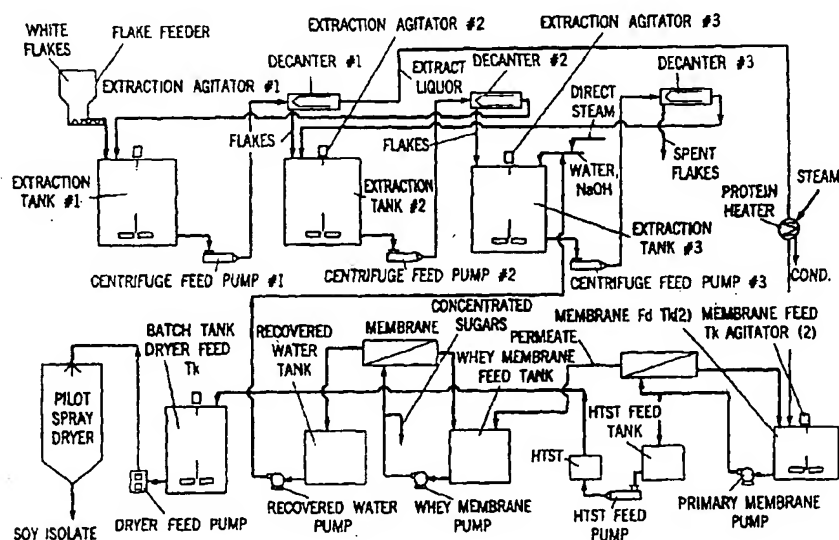 WHITE
FLAKES
FLAKE FEEDER
EXTRACTION AGITATOR #1
EXTRACTION AGITATOR #2
DECANTER
#1
EXTRACT
LIQUOR
EXTRACTION AGITATOR #3
DECANTER
#2
DIRECT
STEAM
DECANTER
#3
FLAKES
FLAKES
WATER,
NaOH
SPENT
FLAKES
STEAM
PROTEIN
HEATER
COND.
EXTRACTION
TANK #1
EXTRACTION
TANK #2
EXTRACTION
TANK #3
CENTRIFUGE FEED PUMP #1
CENTRIFUGE FEED PUMP
#2
CENTRIFUGE FEED PUMP #3
BATCH TANK
DRYER FEED
Tk
RECOVERED
WATER
TANK
MEMBRANE
CONCENTRATED
SUGARS
PERMEATE
WHEY MEMBRANE
FEED TANK
MEMBRANE Fd Tk(2)
MEMBRANE FEED
Tk AGITATOR (2)
PILOT
SPRAY
DRYER
HTST FEED
TANK
HTST
SOY ISOLATE
DRYER FEED PUMP
RECOVERED WATER
PUMP
WHEY MEMBRANE
PUMP
HTST FEED
PUMP
PRIMARY MEMBRANE
PUMP